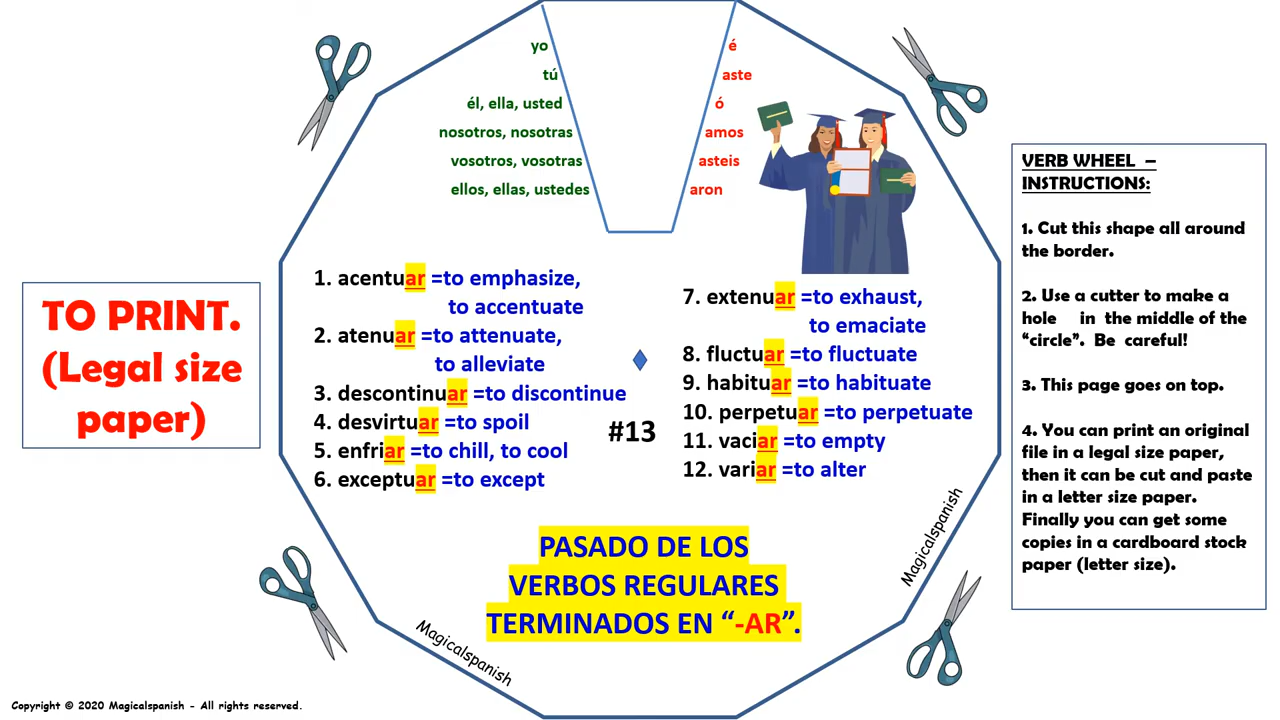 yo
tú
él, ella, usted
nosotros, nosotras
vosotros, vosotras
ellos, ellas, ustedes
é
aste
ó
amos
asteis
aron
TO PRINT.
(Legal size
paper)
1. acentuar =to emphasize,
to accentuate
2. atenuar =to attenuate,
to alleviate
3. descontinuar =to discontinue
4. desvirtuar =to spoil
5. enfriar =to chill, to cool
6. exceptuar =to except
#13
7. extenuar =to exhaust,
to emaciate
8. fluctuar =to fluctuate
9. habituar =to habituate
10. perpetuar =to perpetuate
11. vaciar =to empty
12. variar =to alter
PASADO DE LOS
VERBOS REGULARES
TERMINADOS EN “-AR”.
Magicalspanish
Magicalspanish
VERB WHEEL –
INSTRUCTIONS:
1. Cut this shape all around
the border.
2. Use a cutter to make a
hole in the middle of the
“circle”. Be careful!
3. This page goes on top.
4. You can print an original
file in a legal size paper,
then it can be cut and paste
in a letter size paper.
Finally you can get some
copies in a cardboard stock
paper (letter size).
Copyright © 2020 Magicalspanish - All rights reserved.